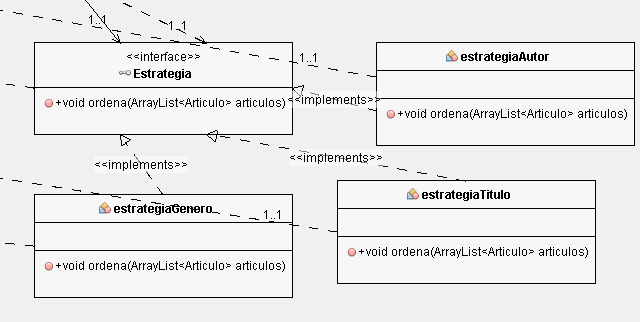 1..1
1..1
<<interface>>
Estrategia
+void ordena(ArrayList<Articulo> articulos)
1..1
estrategiaAutor
+void ordena(ArrayList<Articulo> articulos)
<<implements>>
<<implements>>
<<implements>>
estrategiaGenero
1..1
+void ordena(ArrayList<Articulo> articulos)
estrategiaTitulo
+void ordena(ArrayList<Articulo> articulos)